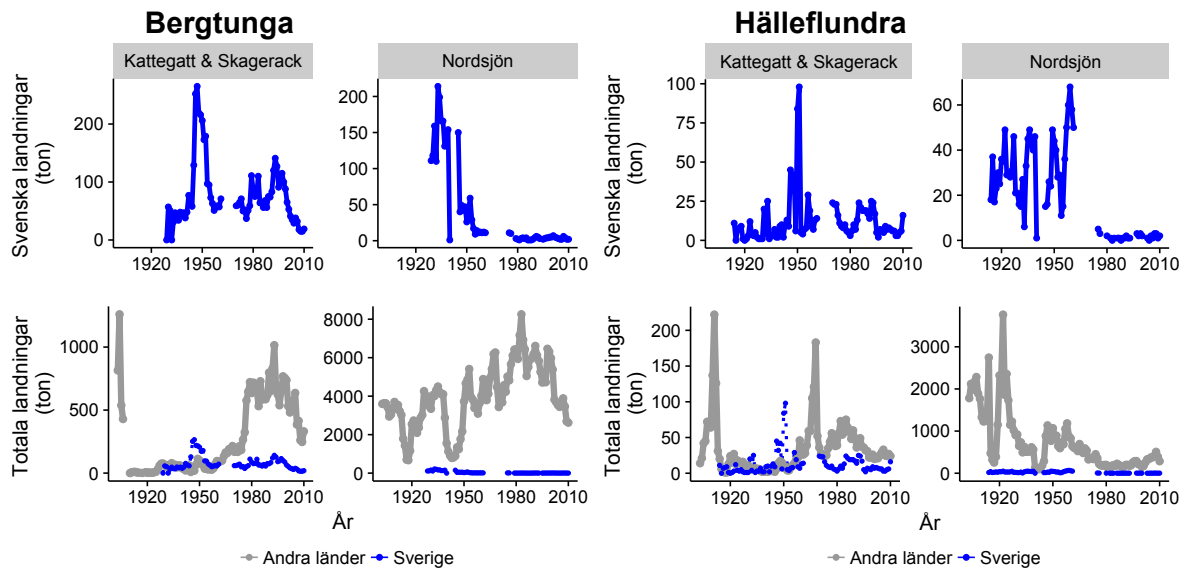 Bergtunga
Hälleflundra
Kattegatt & Skagerack
Nordsjön
Kattegatt & Skagerack
Nordsjön
Svenska landningar
(ton)
200
100
0
1920 1950 1980 2010
200
150
100
50
0
1920 1950 1980 2010
Svenska landningar
(ton)
100
75
50
25
0
1920 1950 1980 2010
60
40
20
0
1920 1950 1980 2010
Totala landningar
(ton)
1000
500
0
1920 1950 1980 2010
8000
6000
4000
2000
0
1920 1950 1980 2010
År
Andra länder Sverige
Totala landningar
(ton)
200
150
100
50
0
1920 1950 1980 2010
3000
2000
1000
0
1920 1950 1980 2010
År
Andra länder Sverige